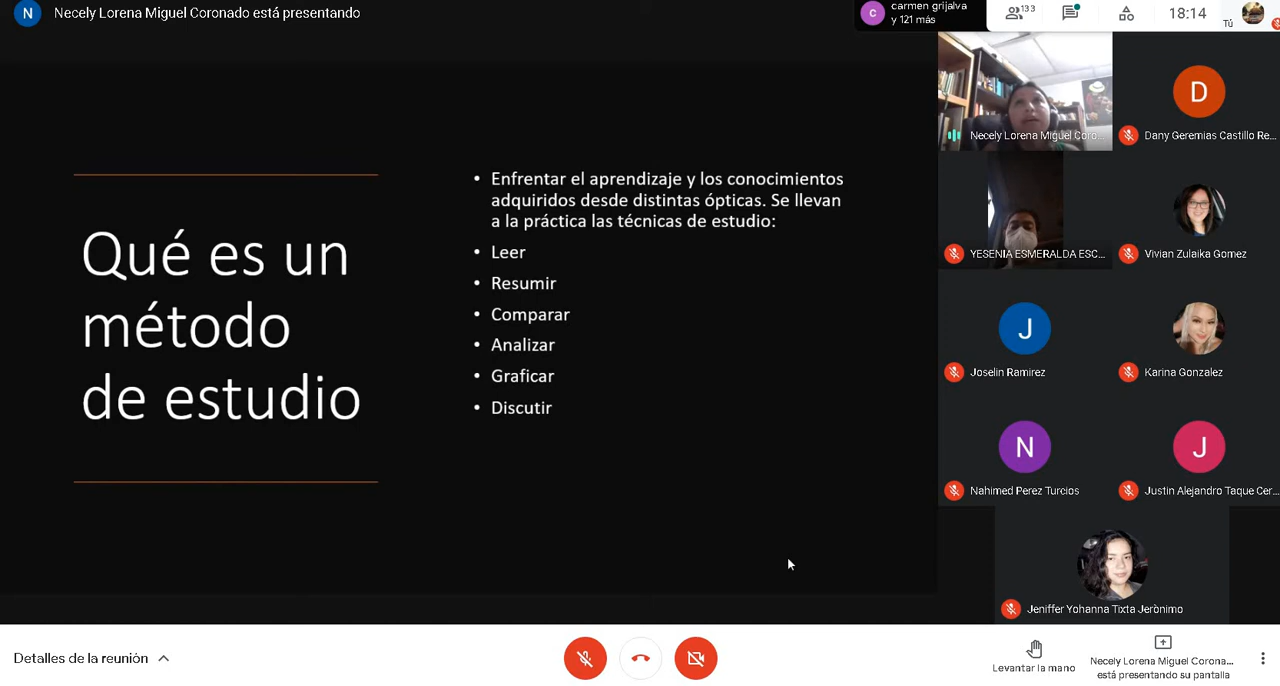 N
Necely Lorena Miguel Coronado está presentando
c
carmen grijalva
y 121 más
133
18:14
Tú
Necely Lorena Miguel Coro...
D
Dany Geremias Castillo Re...
YESENIA ESMERALDA ESC...
Vivian Zulaika Gomez
J
Joselin Ramirez
Karina Gonzalez
N
Nahimed Perez Turcios
J
Justin Alejandro Taque Cer...
Jeniffer Yohanna Tixta Jerònimo
Qué es un
método
de estudio
• Enfrentar el aprendizaje y los conocimientos
adquiridos desde distintas ópticas. Se llevan
a la práctica las técnicas de estudio:
• Leer
• Resumir
• Comparar
• Analizar
• Graficar
• Discutir
Detalles de la reunión
Levantar la mano
Necely Lorena Miguel Corona...
está presentando su pantalla